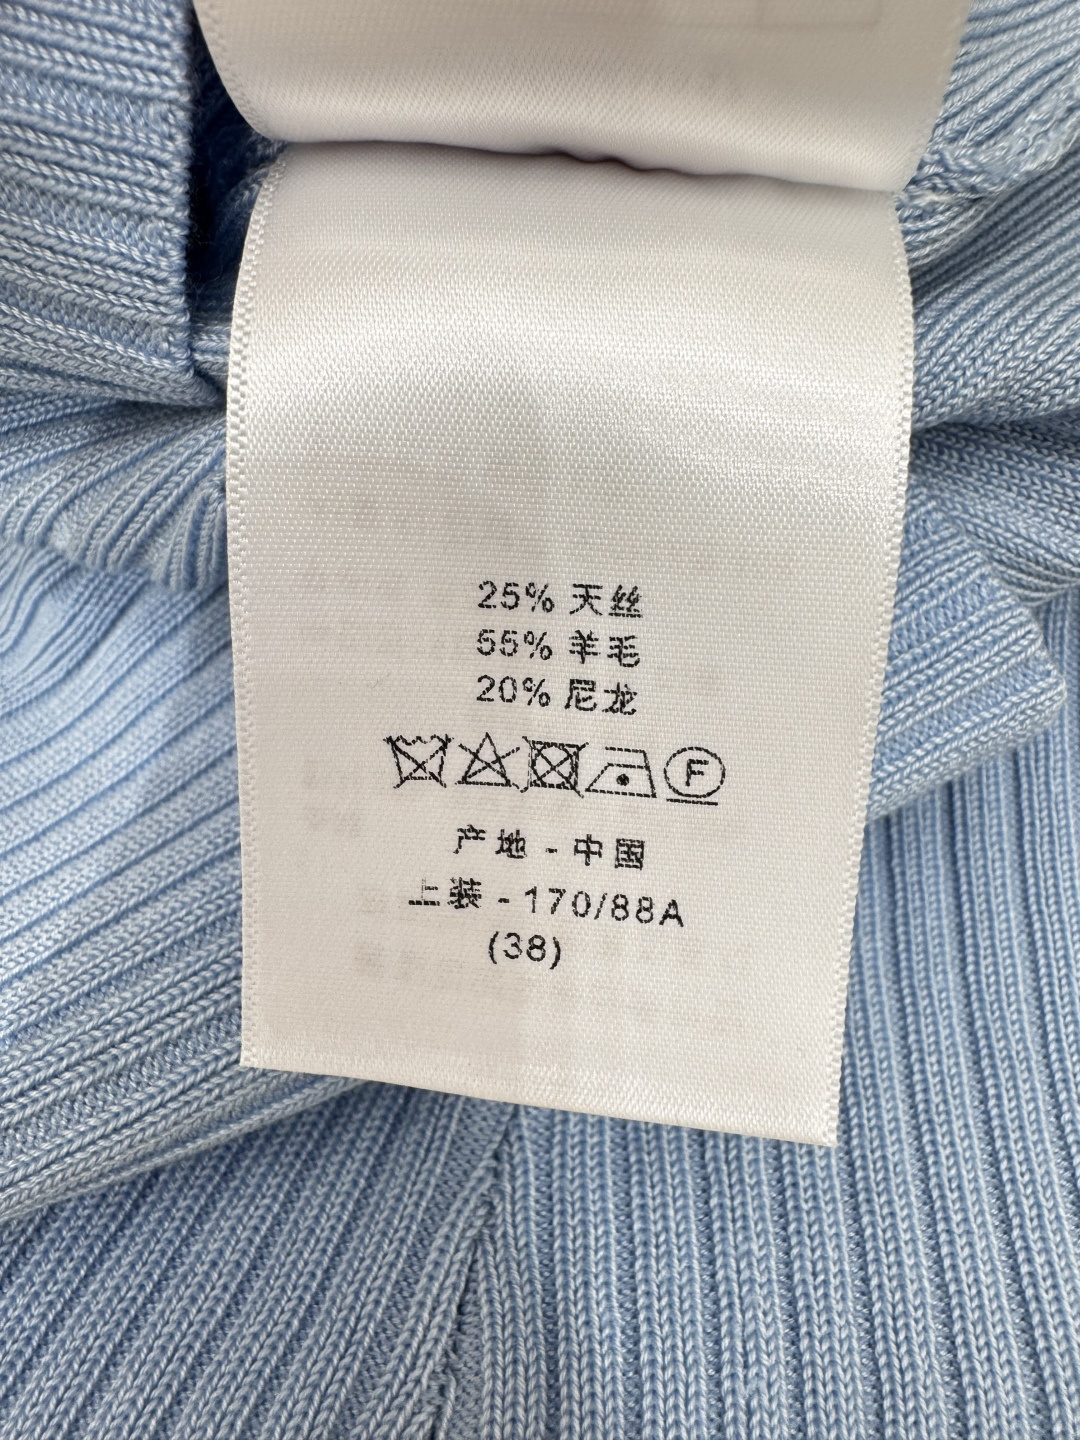 25% 天丝
55% 羊毛
20% 尼龙
F
产地 - 中国
上装 - 170/88A
(38)